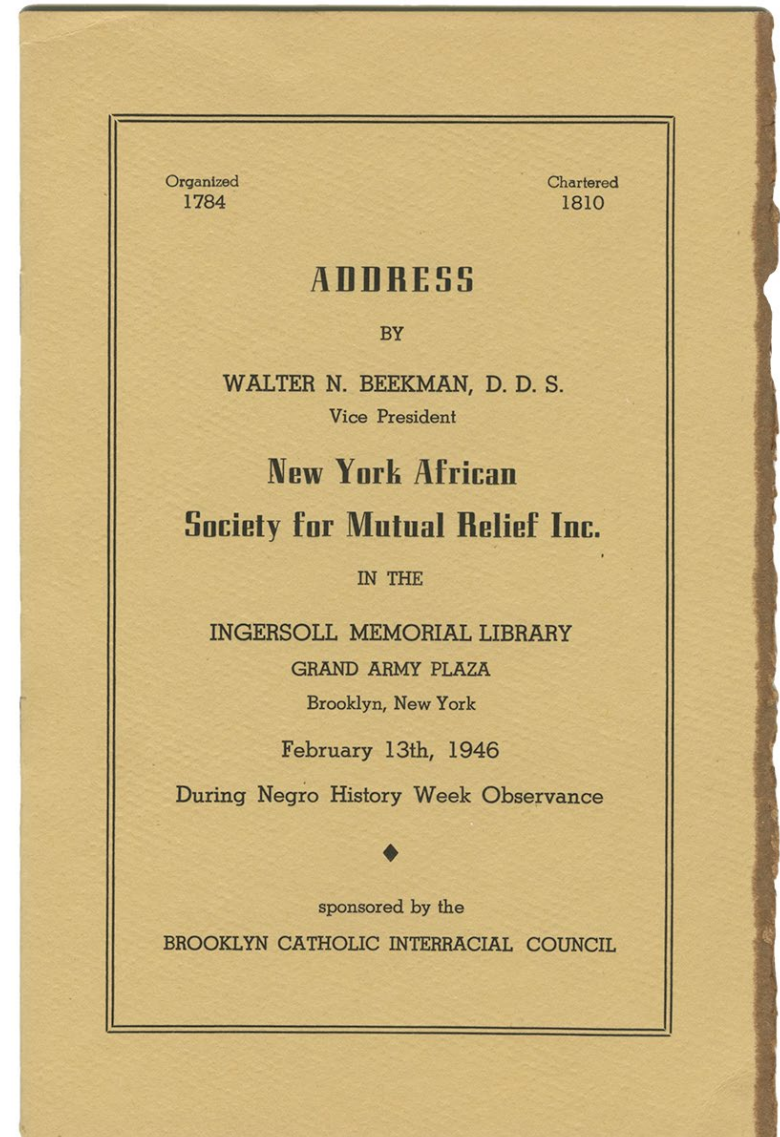 Organized Chartered
1784 1810
ADDRESS
BY
WALTER N. BEEKMAN, D. D. S.
Vice President
New York African
Society for Mutual Relief Inc.
IN THE
INGERSOLL MEMORIAL LIBRARY
GRAND ARMY PLAZA
Brooklyn, New York
February 13th, 1946
During Negro History Week Observance
sponsored by the
BROOKLYN CATHOLIC INTERRACIAL COUNCIL